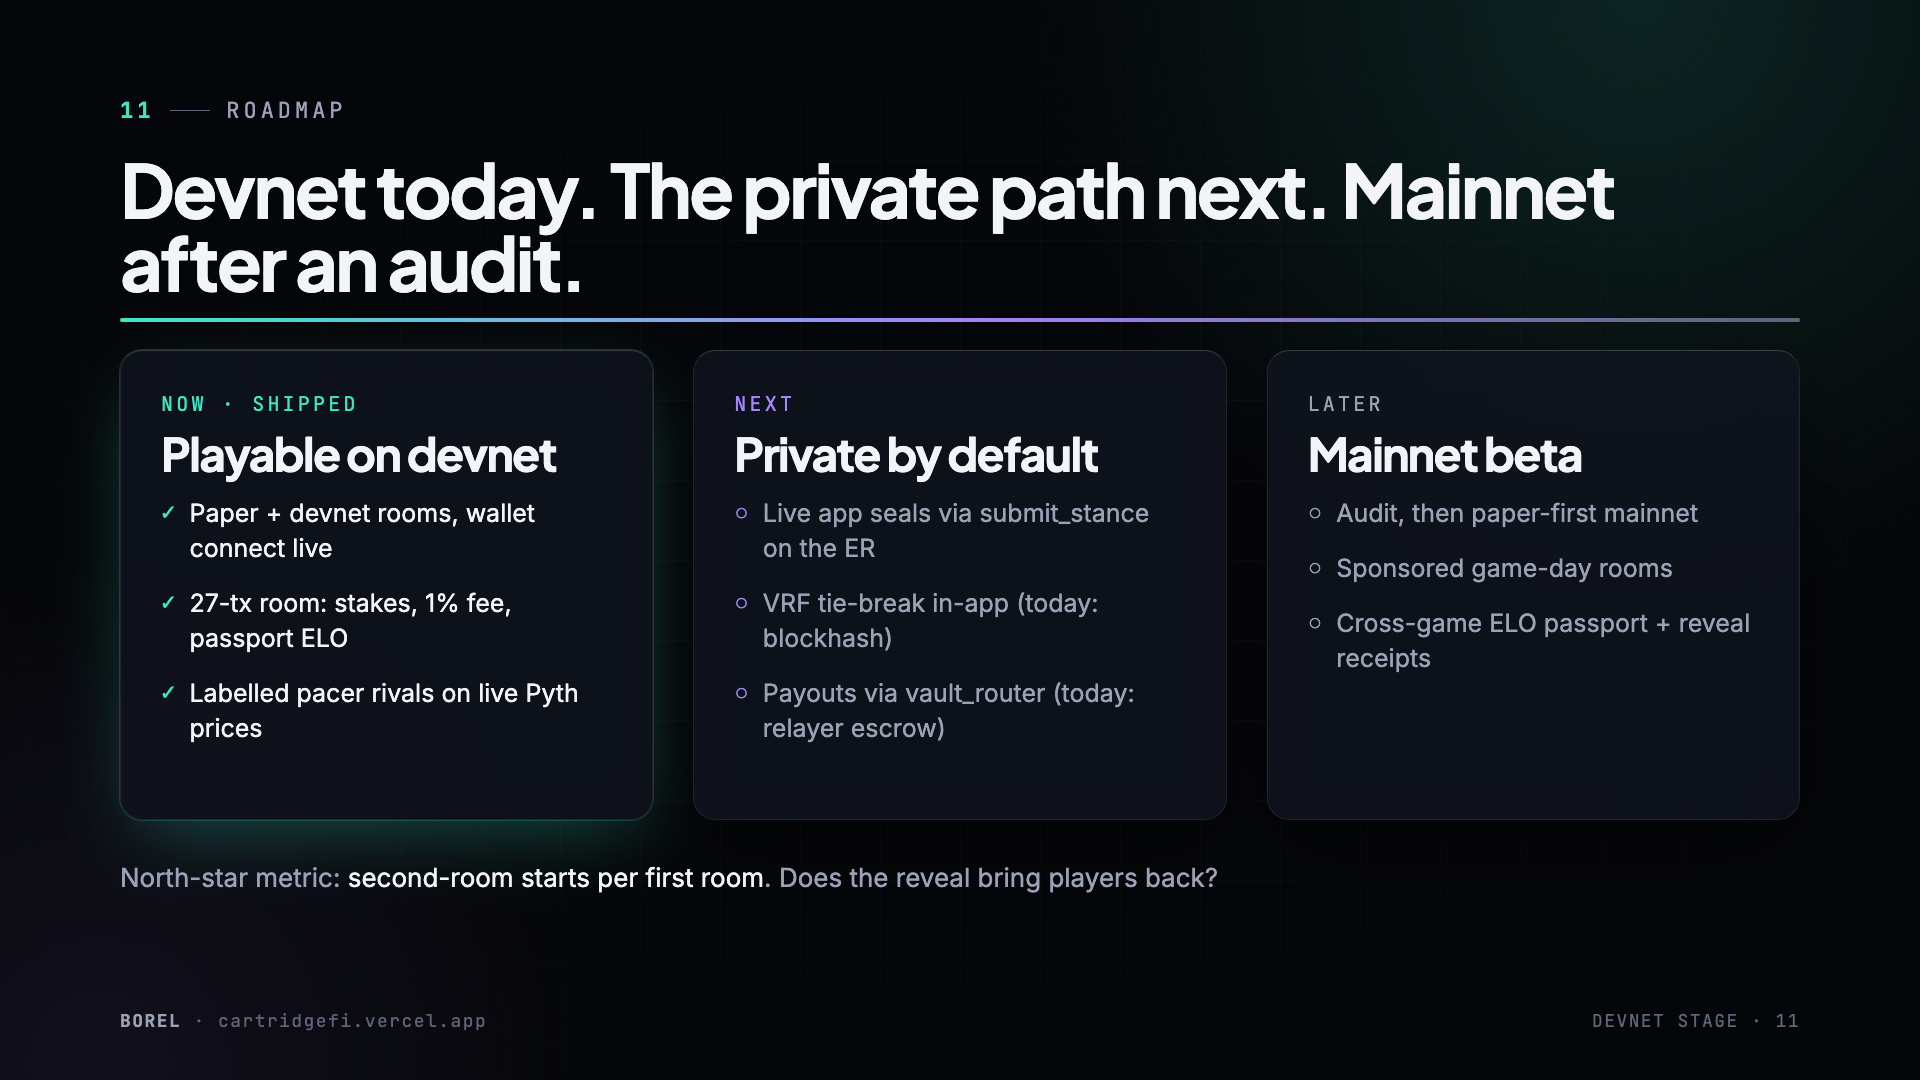 11 ROADMAP
Devnet today. The private path next. Mainnet
after an audit.
NOW · SHIPPED
Playable on devnet
✓ Paper + devnet rooms, wallet
connect live
✓ 27-tx room: stakes, 1% fee,
passport ELO
✓ Labelled pacer rivals on live Pyth
prices
NEXT
Private by default
○ Live app seals via submit_stance
on the ER
○ VRF tie-break in-app (today:
blockhash)
○ Payouts via vault_router (today:
relayer escrow)
LATER
Mainnet beta
○ Audit, then paper-first mainnet
○ Sponsored game-day rooms
○ Cross-game ELO passport + reveal
receipts
North-star metric: second-room starts per first room. Does the reveal bring players back?
BOREL · cartridgefi.vercel.app
DEVNET STAGE · 11